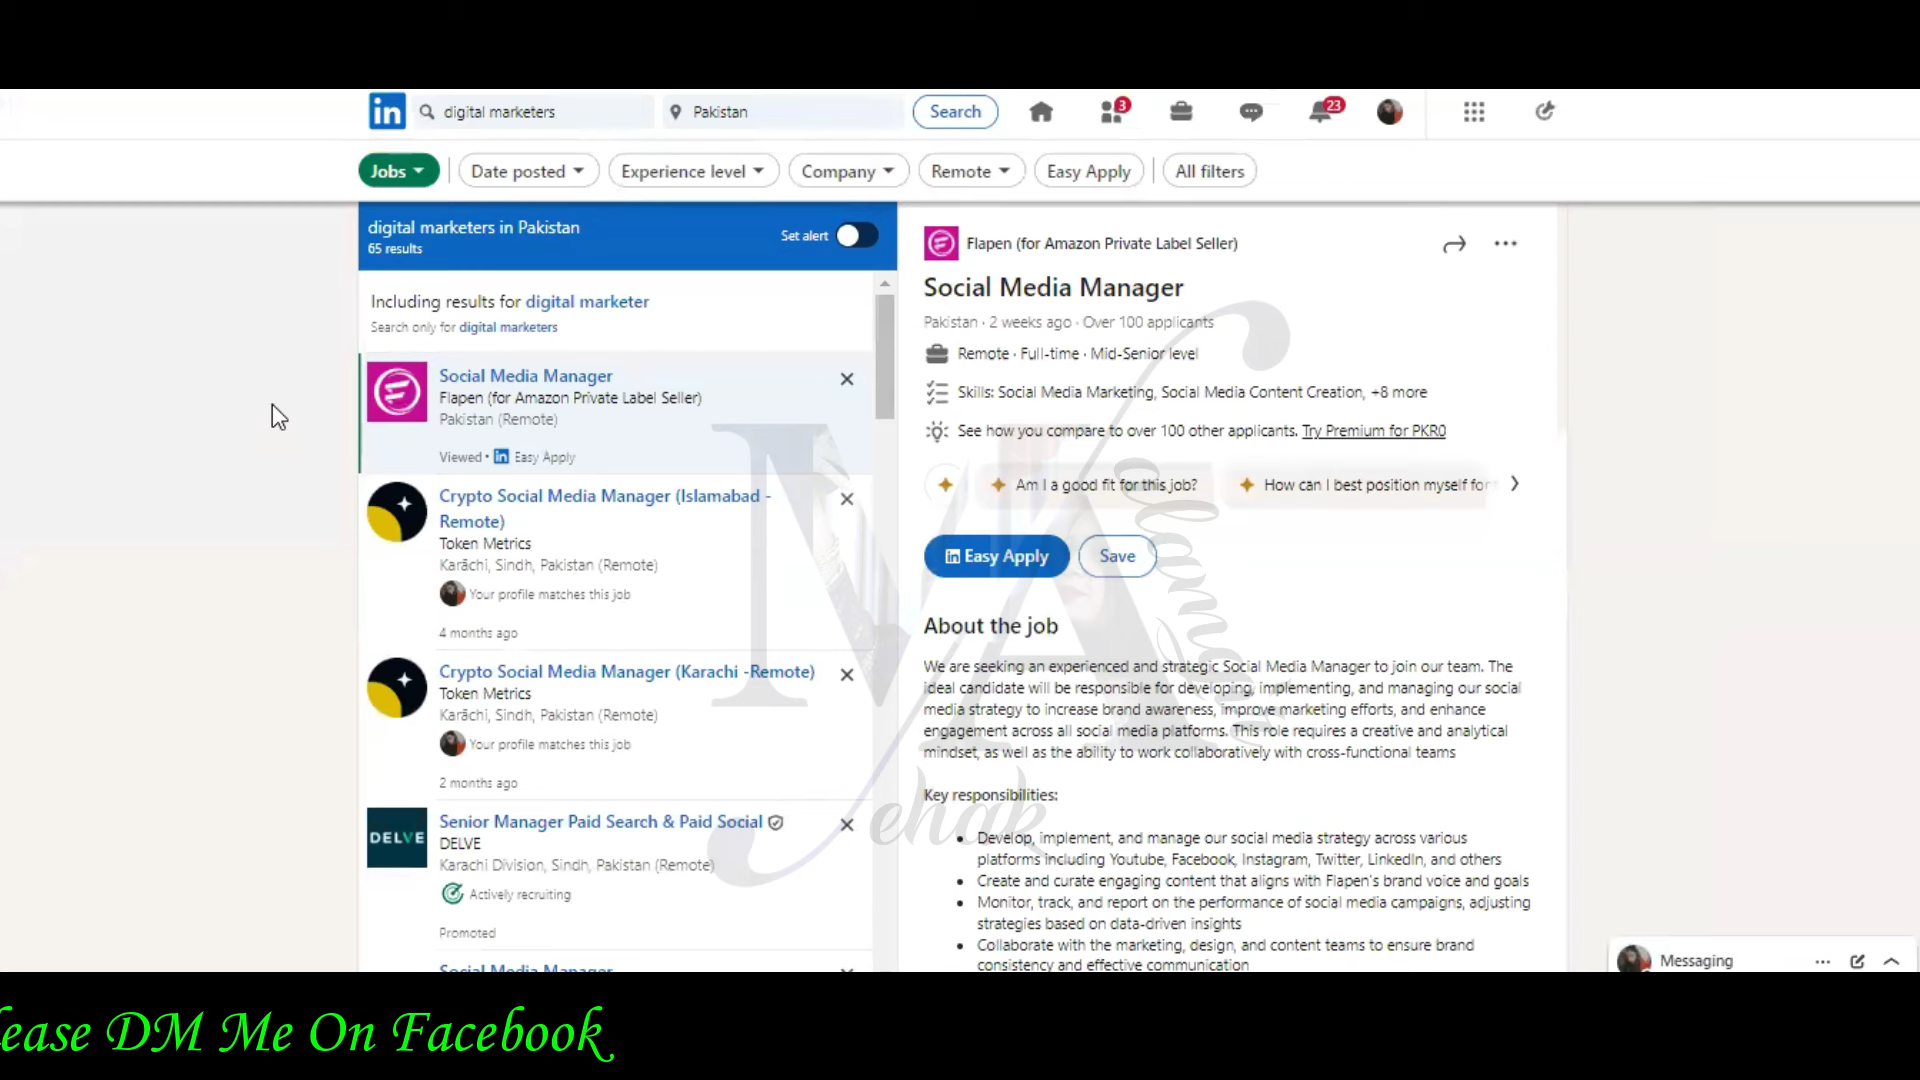 in digital marketers Pakistan Search 3 23
Jobs Date posted Experience level Company Remote Easy Apply All filters
digital marketers in Pakistan
65 results
Set alert
Including results for digital marketer
Search only for digital marketers
Social Media Manager
Flapen (for Amazon Private Label Seller)
Pakistan (Remote)
Viewed • in Easy Apply
Crypto Social Media Manager (Islamabad -
Remote)
Token Metrics
Karāchi, Sindh, Pakistan (Remote)
Your profile matches this job
4 months ago
Crypto Social Media Manager (Karachi -Remote)
Token Metrics
Karāchi, Sindh, Pakistan (Remote)
Your profile matches this job
2 months ago
DELVE
Senior Manager Paid Search & Paid Social
DELVE
Karachi Division, Sindh, Pakistan (Remote)
Actively recruiting
Promoted
Social Media Manager
Flapen (for Amazon Private Label Seller)
Social Media Manager
Pakistan · 2 weeks ago · Over 100 applicants
Remote · Full-time · Mid-Senior level
Skills: Social Media Marketing, Social Media Content Creation, +8 more
See how you compare to over 100 other applicants. Try Premium for PKR0
Am I a good fit for this job? How can I best position myself for
in Easy Apply Save
About the job
We are seeking an experienced and strategic Social Media Manager to join our team. The
ideal candidate will be responsible for developing, implementing, and managing our social
media strategy to increase brand awareness, improve marketing efforts, and enhance
engagement across all social media platforms. This role requires a creative and analytical
mindset, as well as the ability to work collaboratively with cross-functional teams
Key responsibilities:
• Develop, implement, and manage our social media strategy across various
platforms including Youtube, Facebook, Instagram, Twitter, LinkedIn, and others
• Create and curate engaging content that aligns with Flapen's brand voice and goals
• Monitor, track, and report on the performance of social media campaigns, adjusting
strategies based on data-driven insights
• Collaborate with the marketing, design, and content teams to ensure brand
consistency and effective communication
Messaging
lease DM Me On Facebook